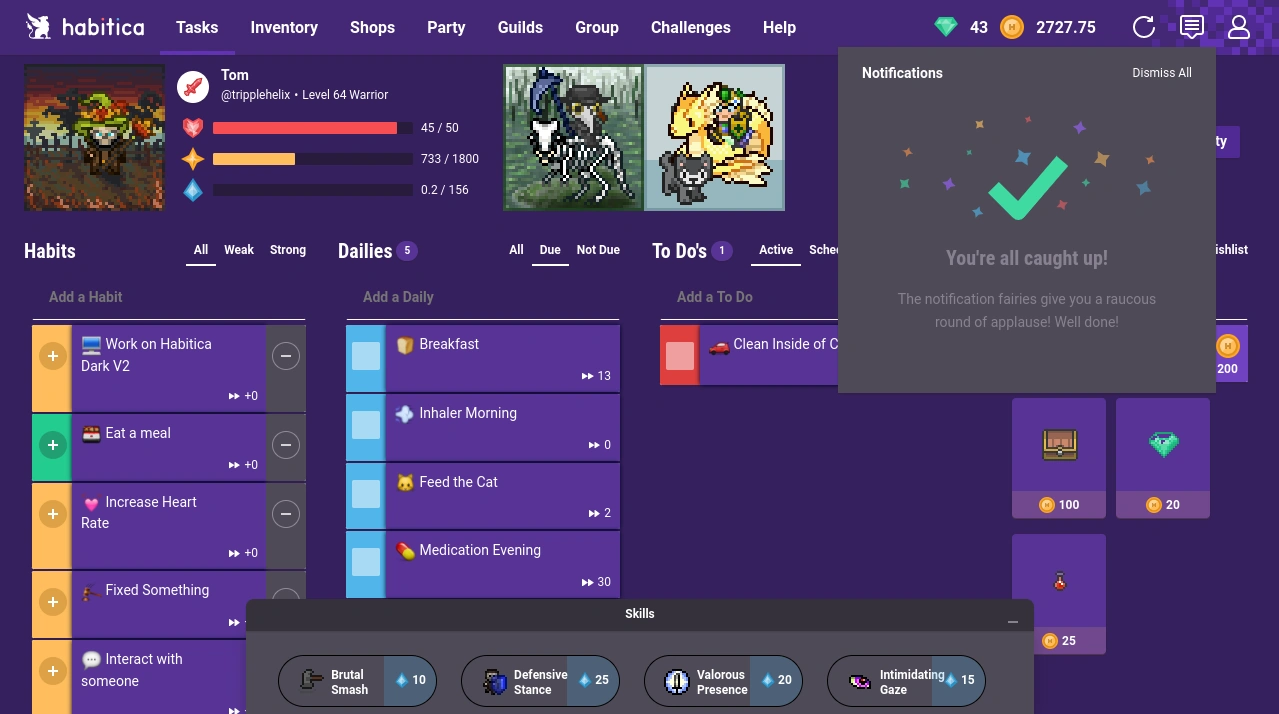 habitica
Tasks
Inventory
Shops
Party
Guilds
Group
Challenges
Help
43
2727.75
Tom
@tripplehelix • Level 64 Warrior
45 / 50
733 / 1800
0.2 / 156
Notifications
Dismiss All
You're all caught up!
The notification fairies give you a raucous
round of applause! Well done!
ty
Habits
All
Weak
Strong
Add a Habit
Work on Habitica
Dark V2
+0
Eat a meal
+0
Increase Heart
Rate
+0
Fixed Something
Interact with
someone
Dailies
5
All
Due
Not Due
Add a Daily
Breakfast
13
Inhaler Morning
0
Feed the Cat
2
Medication Evening
30
To Do's
1
Active
Sche
Add a To Do
Clean Inside of C
ishlist
200
100
20
25
Skills
Brutal
Smash
10
Defensive
Stance
25
Valorous
Presence
20
Intimidating
Gaze
15